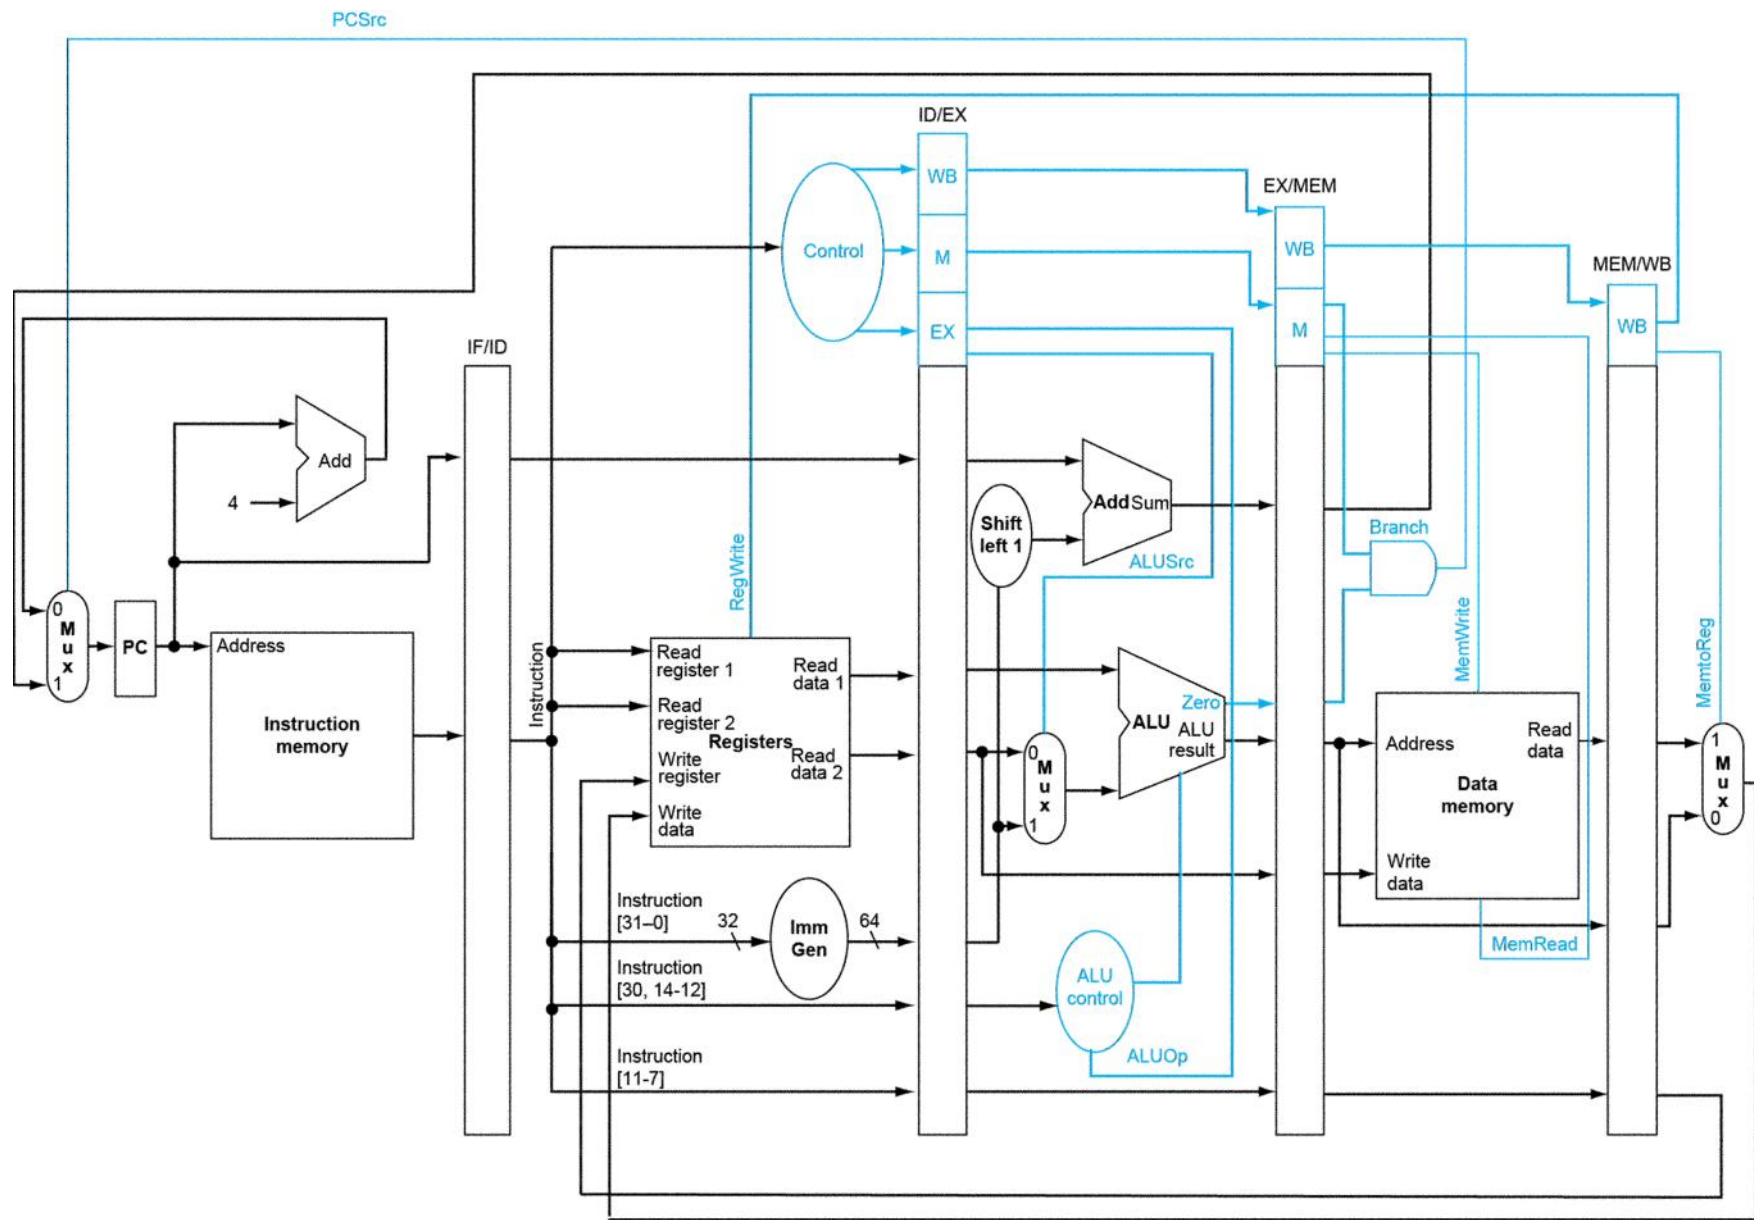 PCSrc
ID/EX
WB
EX/MEM
Control
M
WB
MEM/WB
EX
M
WB
IF/ID
Add
4
Add Sum
Shift
left 1
Branch
ALUSrc
RegWrite
MemWrite
MemtoReg
0
M
u
x
1
PC
Address
Instruction
memory
Instruction
Read
register 1
Read
register 2
Write
register
Write
data
Registers
Read
data 1
Read
data 2
Zero
ALU
ALU
result
0
M
u
x
1
Address
Read
data
Data
memory
Write
data
1
M
u
x
0
Instruction
[31–0]
32
Imm
Gen
64
MemRead
Instruction
[30, 14-12]
ALU
control
ALUOp
Instruction
[11-7]